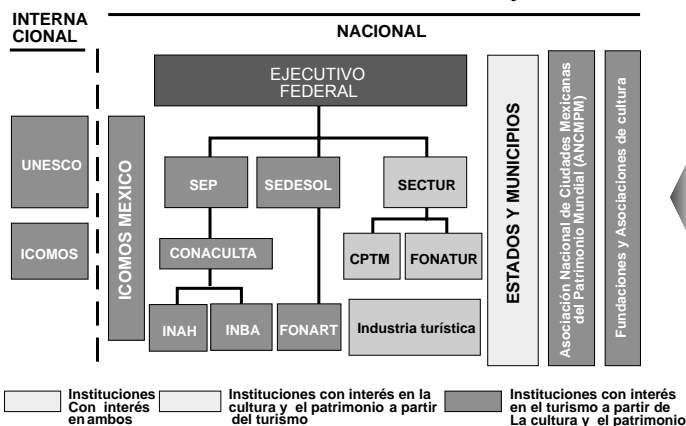 INTERNA
CIONAL
NACIONAL
EJECUTIVO
FEDERAL
UNESCO
ICOMOS
ICOMOS MEXICO
SEP
SEDESOL
SECTUR
CONACULTA
CPTM
FONATUR
INAH
INBA
FONART
Industria turística
ESTADOS Y MUNICIPIOS
Asociación Nacional de Ciudades Mexicanas
del Patrimonio Mundial (ANCMPM)
Fundaciones y Asociaciones de cultura
Instituciones
Con interés
en ambos
Instituciones con interés en la
cultura y el patrimonio a partir
del turismo
Instituciones con interés
en el turismo a partir de
La cultura y el patrimonio